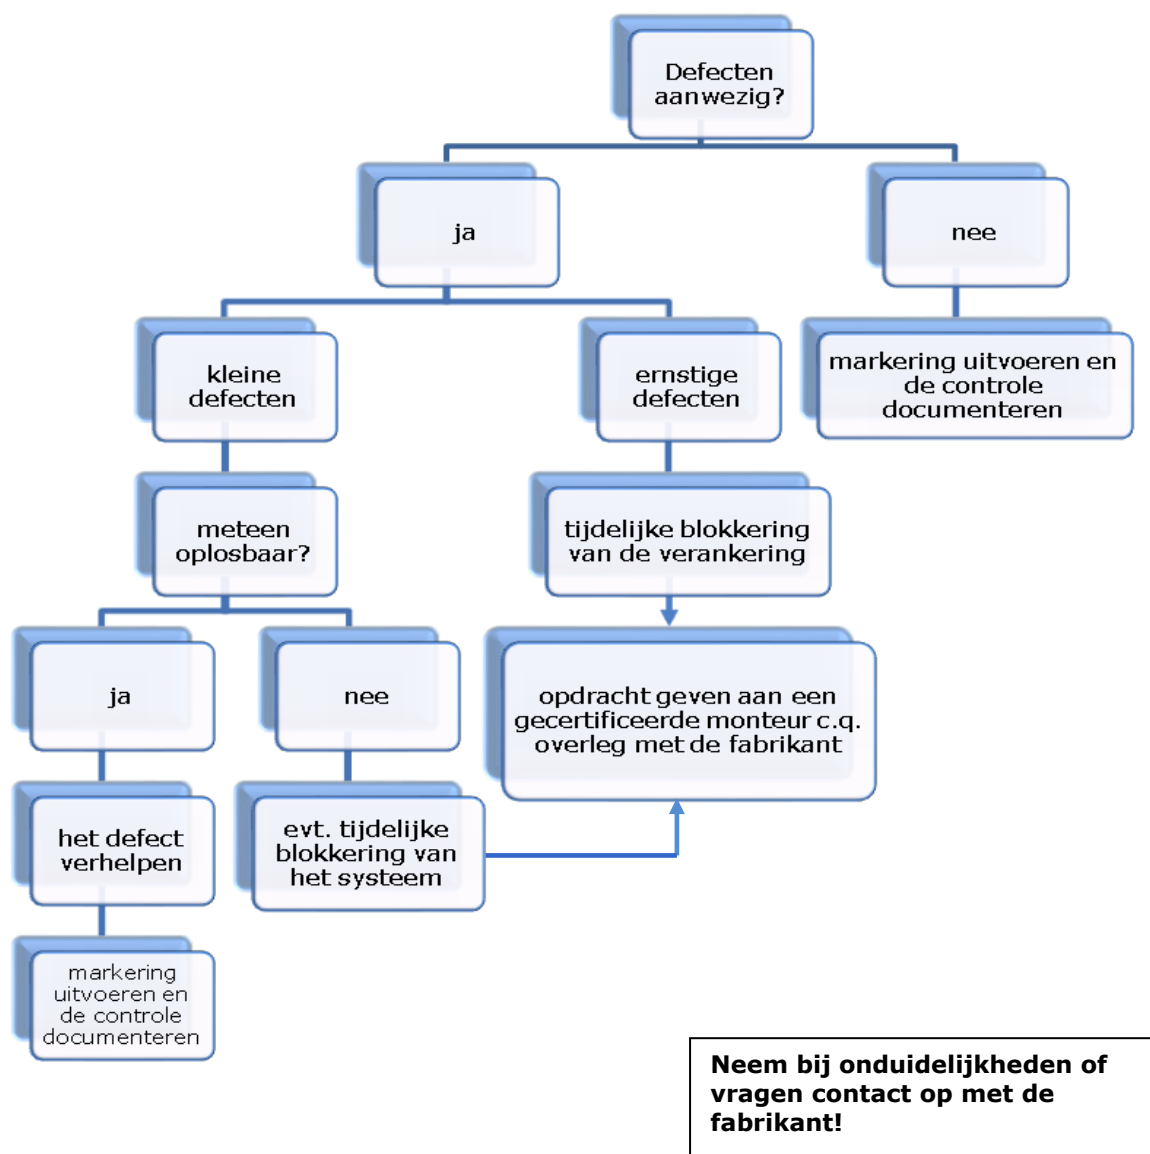 Defecten
aanwezig?
ja
nee
kleine
defecten
ernstige
defecten
markering uitvoeren en
de controle
documenteren
meteen
oplosbaar?
tijdelijke blokkering
van de verankering
ja
nee
opdracht geven aan een
gecertificeerde monteur c.q.
overleg met de fabrikant
het defect
verhelpen
evt. tijdelijke
blokkering van
het systeem
markering
uitvoeren en
de controle
documenteren
Neem bij onduidelijkheden of
vragen contact op met de
fabrikant!